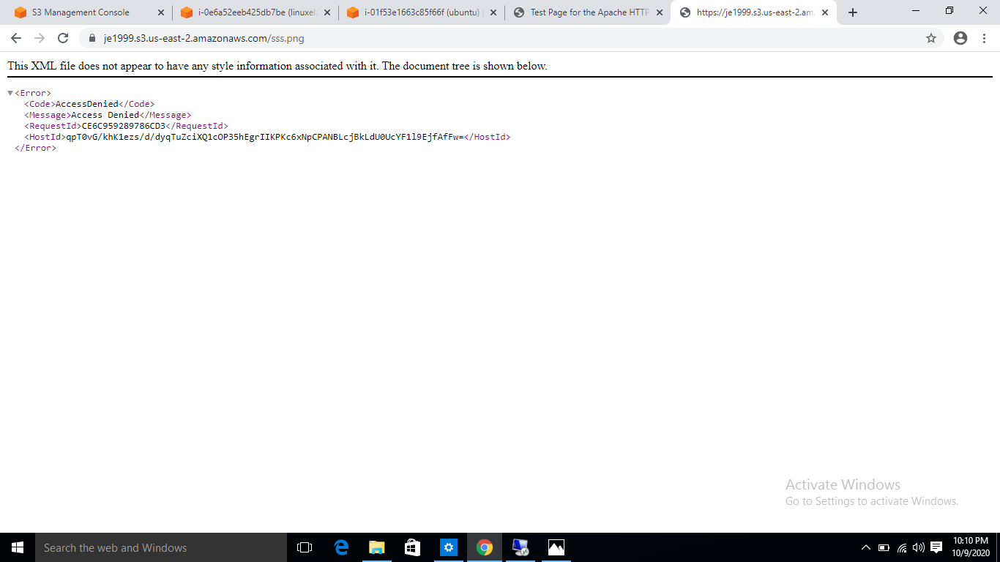 S3 Management Console
i-0e6a52eeb425db7be (linuxel
i-01f53e1663c85f66f (ubuntu) |
Test Page for the Apache HTTP
https://je1999.s3.us-east-2.ama
je1999.s3.us-east-2.amazonaws.com/sss.png
This XML file does not appear to have any style information associated with it. The document tree is shown below.
<Error>
<Code>AccessDenied</Code>
<Message>Access Denied</Message>
<RequestId>CE6C959289786CD3</RequestId>
<HostId>qpT0vG/khK1ezs/d/dyqTuZciXQ1cOP35hEgrIIKPKc6xNpCPANBLcjBkLdU0UcYF1l9EjfAfFw=</HostId>
</Error>
Activate Windows
Go to Settings to activate Windows.
Search the web and Windows
10:10 PM
10/9/2020